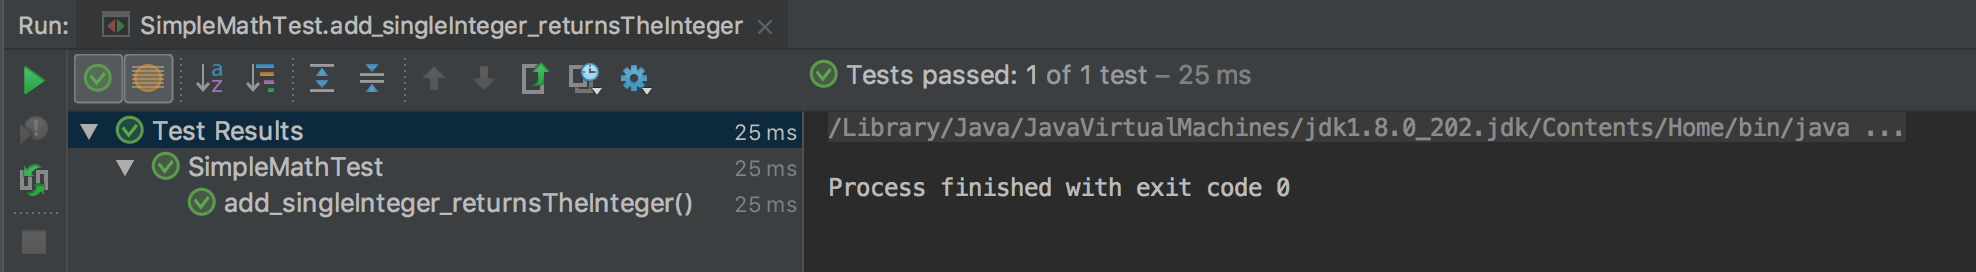 Run: SimpleMathTest.add_singleInteger_returnsTheInteger
Tests passed: 1 of 1 test – 25 ms
Test Results 25 ms
SimpleMathTest 25 ms
add_singleInteger_returnsTheInteger() 25 ms
/Library/Java/JavaVirtualMachines/jdk1.8.0_202.jdk/Contents/Home/bin/java ...
Process finished with exit code 0